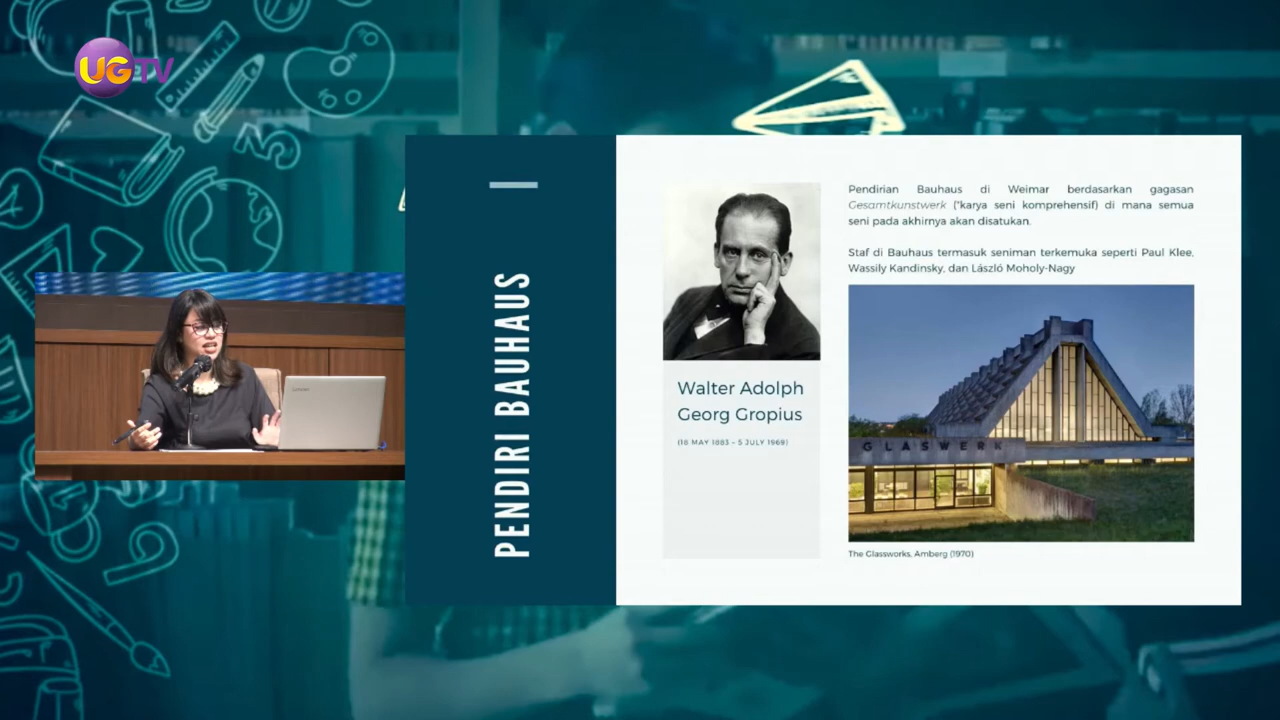 UGTV
PENDIRI BAUHAUS
Walter Adolph
Georg Gropius
(18 MAY 1883 - 5 JULY 1969)
Pendirian Bauhaus di Weimar berdasarkan gagasan
Gesamtkunstwerk ("karya seni komprehensif) di mana semua
seni pada akhirnya akan disatukan.
Staf di Bauhaus termasuk seniman terkemuka seperti Paul Klee,
Wassily Kandinsky, dan László Moholy-Nagy
GLASWERK
The Glassworks, Amberg (1970)